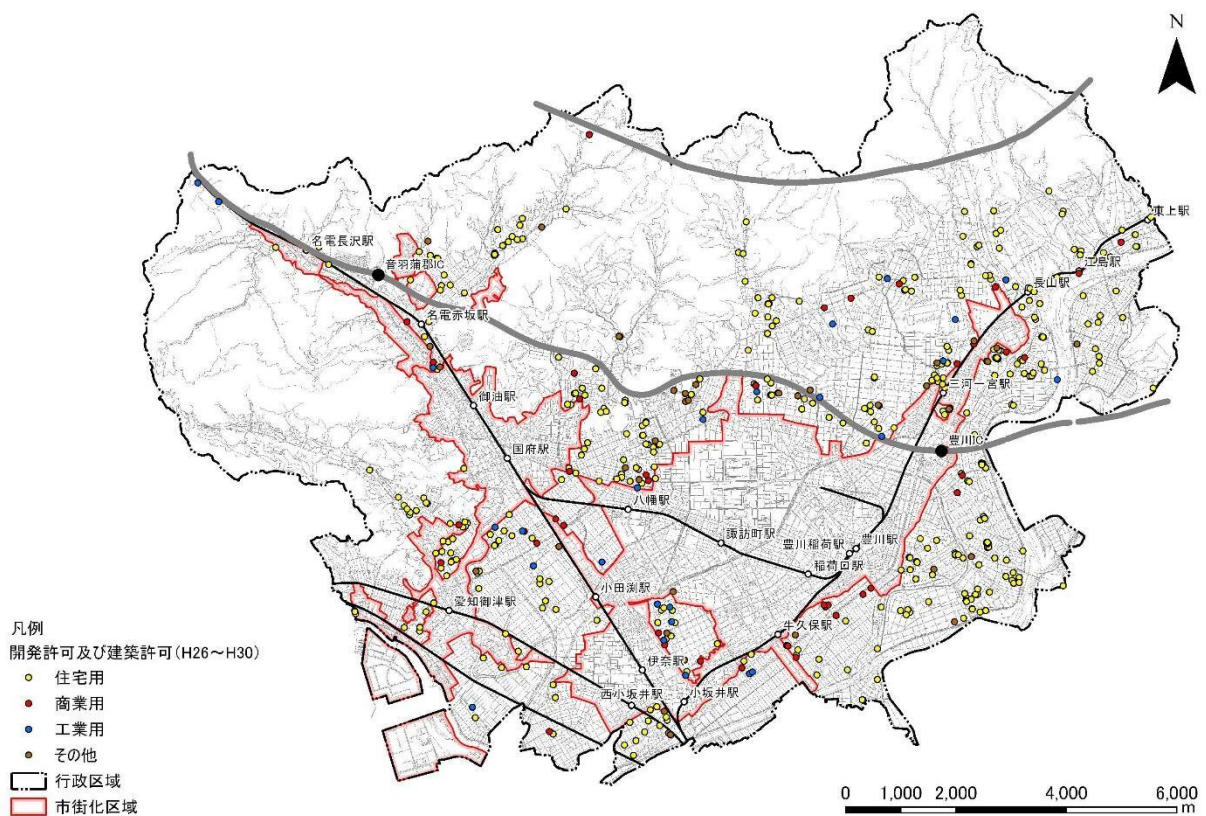 N
東上駅
名電長沢駅
音羽蒲郡IC
江島駅
長山駅
名電赤坂駅
三河一宮駅
御油駅
豊川IC
国府駅
八幡駅
諏訪町駅
豊川稲荷駅
豊川駅
稲荷口駅
小田渕駅
愛知御津駅
牛久保駅
伊奈駅
西小坂井駅
小坂井駅
凡例
開発許可及び建築許可(H26～H30)
住宅用
商業用
工業用
その他
行政区域
市街化区域
0 1,000 2,000 4,000 6,000
m